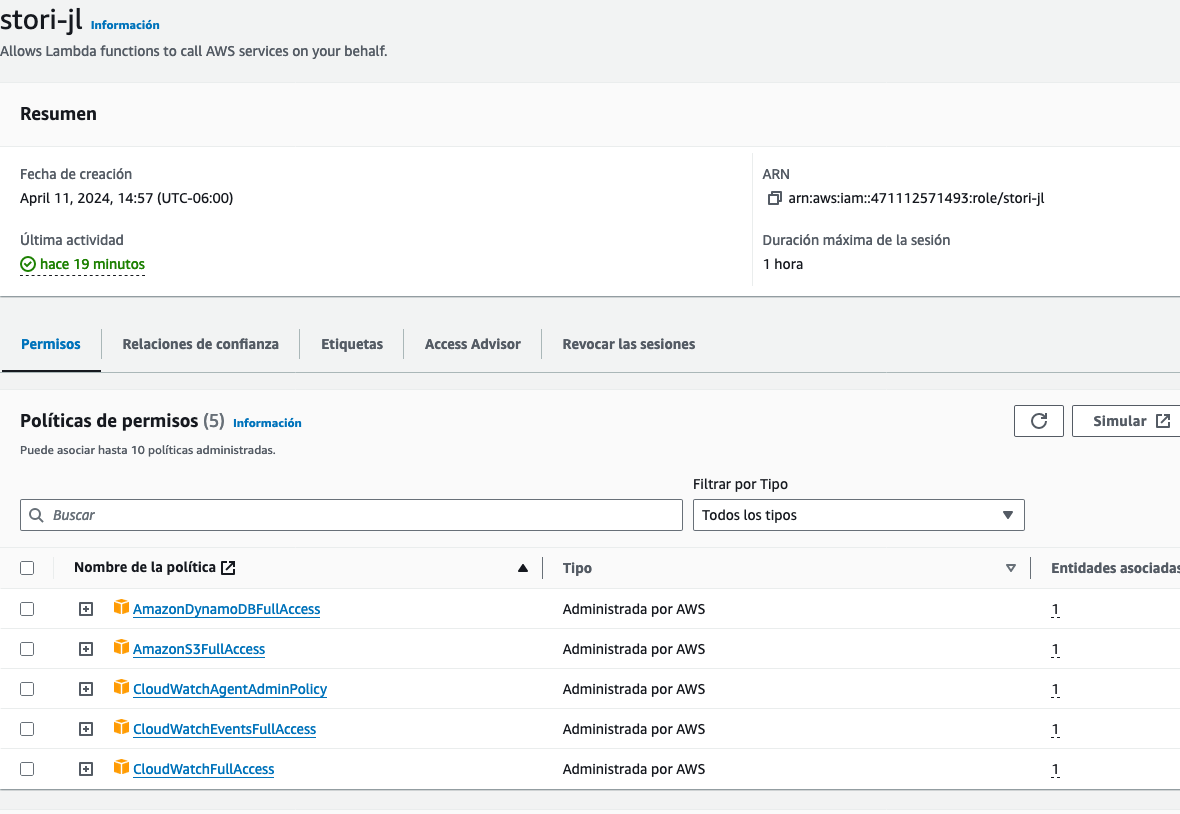 stori-jl Información
Allows Lambda functions to call AWS services on your behalf.
Resumen
Fecha de creación
April 11, 2024, 14:57 (UTC-06:00)
ARN
arn:aws:iam::471112571493:role/stori-jl
Última actividad
hace 19 minutos
Duración máxima de la sesión
1 hora
Permisos Relaciones de confianza Etiquetas Access Advisor Revocar las sesiones
Políticas de permisos (5) Información
Puede asociar hasta 10 políticas administradas.
Simular
Filtrar por Tipo
Buscar
Todos los tipos
Nombre de la política Tipo Entidades asociadas
AmazonDynamoDBFullAccess Administrada por AWS 1
AmazonS3FullAccess Administrada por AWS 1
CloudWatchAgentAdminPolicy Administrada por AWS 1
CloudWatchEventsFullAccess Administrada por AWS 1
CloudWatchFullAccess Administrada por AWS 1